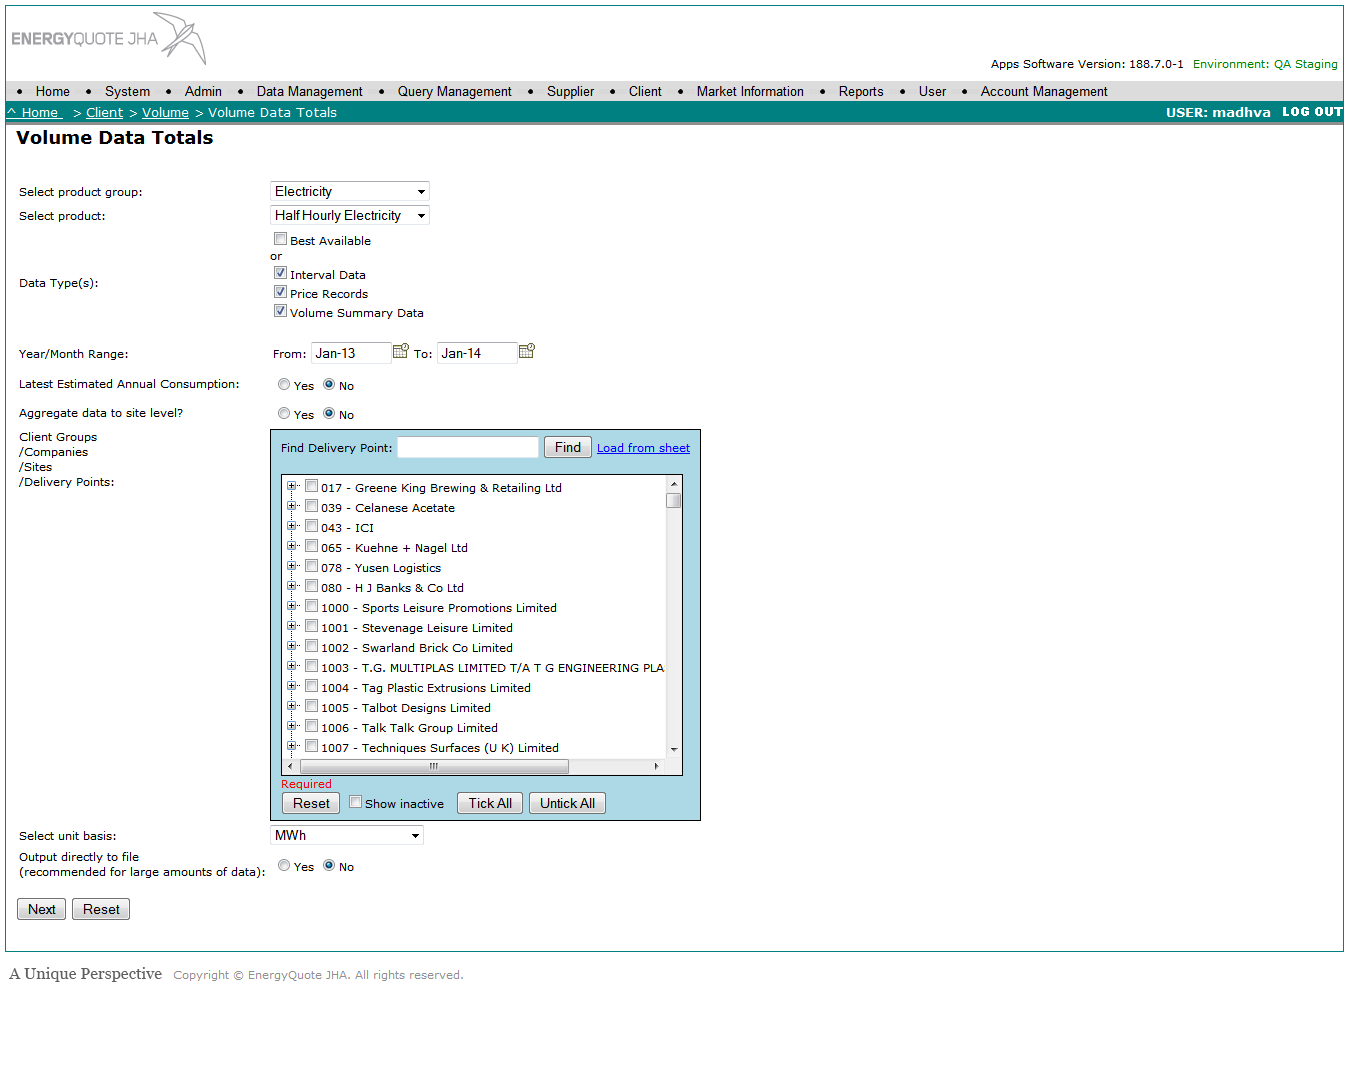 ENERGYQUOTE JHA
Apps Software Version: 188.7.0-1 Environment: QA Staging
• Home • System • Admin • Data Management • Query Management • Supplier • Client • Market Information • Reports • User • Account Management
^ Home > Client > Volume > Volume Data Totals USER: madhva LOG OUT
Volume Data Totals
Select product group: Electricity
Select product: Half Hourly Electricity
Best Available
or
Data Type(s):
Interval Data
Price Records
Volume Summary Data
Year/Month Range: From: Jan-13 To: Jan-14
Latest Estimated Annual Consumption: Yes No
Aggregate data to site level? Yes No
Client Groups
/Companies
/Sites
/Delivery Points:
Find Delivery Point: Find Load from sheet
017 - Greene King Brewing & Retailing Ltd
039 - Celanese Acetate
043 - ICI
065 - Kuehne + Nagel Ltd
078 - Yusen Logistics
080 - H J Banks & Co Ltd
1000 - Sports Leisure Promotions Limited
1001 - Stevenage Leisure Limited
1002 - Swarland Brick Co Limited
1003 - T.G. MULTIPLAS LIMITED T/A T G ENGINEERING PLA
1004 - Tag Plastic Extrusions Limited
1005 - Talbot Designs Limited
1006 - Talk Talk Group Limited
1007 - Techniques Surfaces (U K) Limited
Required
Reset Show inactive Tick All Untick All
Select unit basis: MWh
Output directly to file
(recommended for large amounts of data): Yes No
Next Reset
A Unique Perspective Copyright © EnergyQuote JHA. All rights reserved.